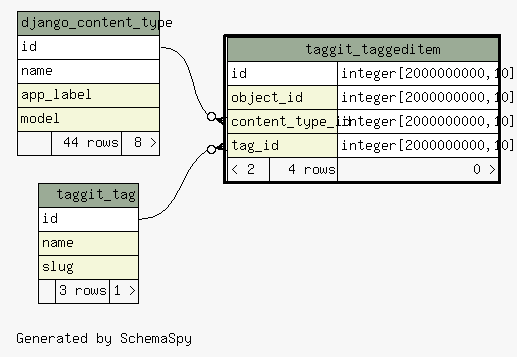 django_content_type
id
name
app_label
model
44 rows 8 >
taggit_taggeditem
id integer[2000000000,10]
object_id integer[2000000000,10]
content_type_id integer[2000000000,10]
tag_id integer[2000000000,10]
< 2 4 rows 0 >
taggit_tag
id
name
slug
3 rows 1 >
Generated by SchemaSpy